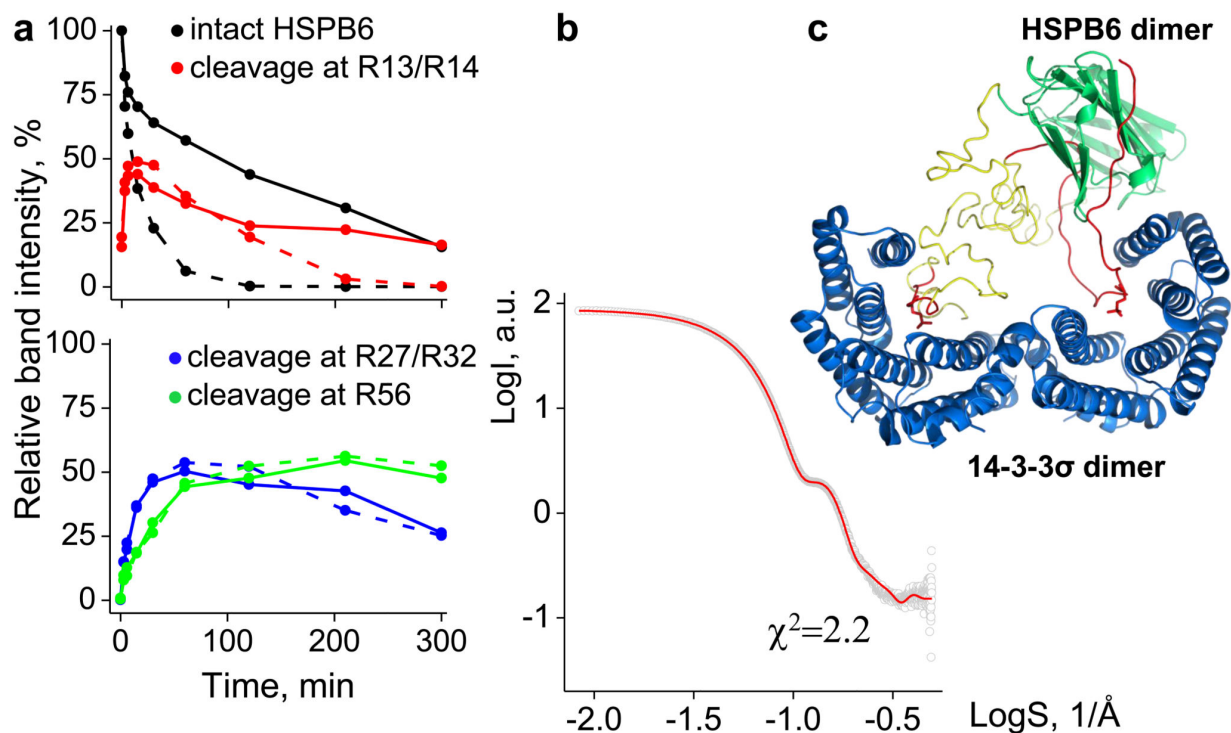 a
intact HSPB6
cleavage at R13/R14
100
75
50
25
0
Relative band intensity, %
cleavage at R27/R32
cleavage at R56
100
75
50
25
0
0 100 200 300
Time, min
b
LogI, a.u.
2
1
0
-1
χ²=2.2
-2.0 -1.5 -1.0 -0.5
LogS, 1/Å
c
HSPB6 dimer
14-3-3σ dimer